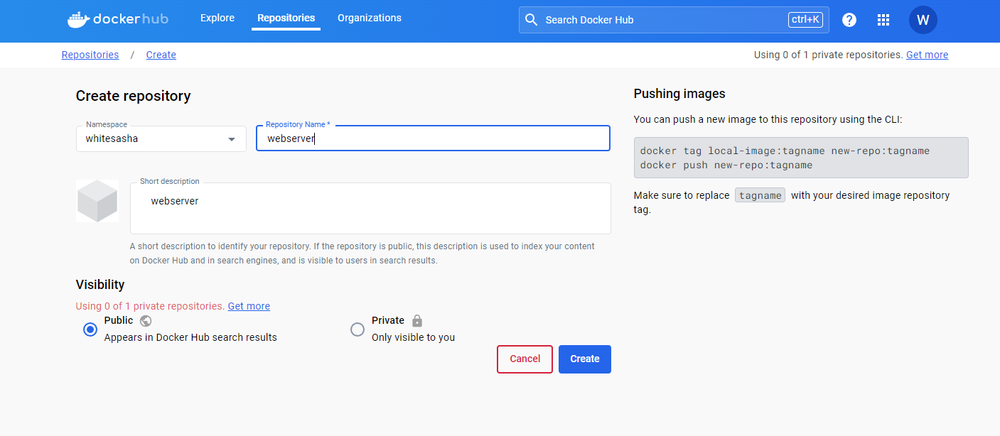 dockerhub Explore Repositories Organizations Search Docker Hub ctrl+K ? W
Repositories / Create Using 0 of 1 private repositories. Get more
Create repository
Namespace
whitesasha
Repository Name *
webserver
Short description
webserver
A short description to identify your repository. If the repository is public, this description is used to index your content
on Docker Hub and in search engines, and is visible to users in search results.
Visibility
Using 0 of 1 private repositories. Get more
Public
Appears in Docker Hub search results
Private
Only visible to you
Cancel Create
Pushing images
You can push a new image to this repository using the CLI:
docker tag local-image:tagname new-repo:tagname
docker push new-repo:tagname
Make sure to replace tagname with your desired image repository
tag.